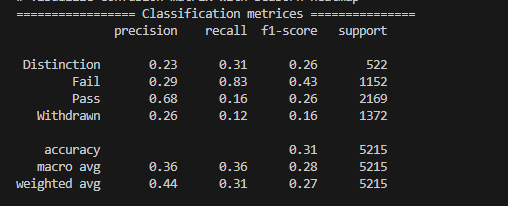 ================= Classification metrices ===============
precision recall f1-score support
Distinction 0.23 0.31 0.26 522
Fail 0.29 0.83 0.43 1152
Pass 0.68 0.16 0.26 2169
Withdrawn 0.26 0.12 0.16 1372
accuracy 0.31 5215
macro avg 0.36 0.36 0.28 5215
weighted avg 0.44 0.31 0.27 5215